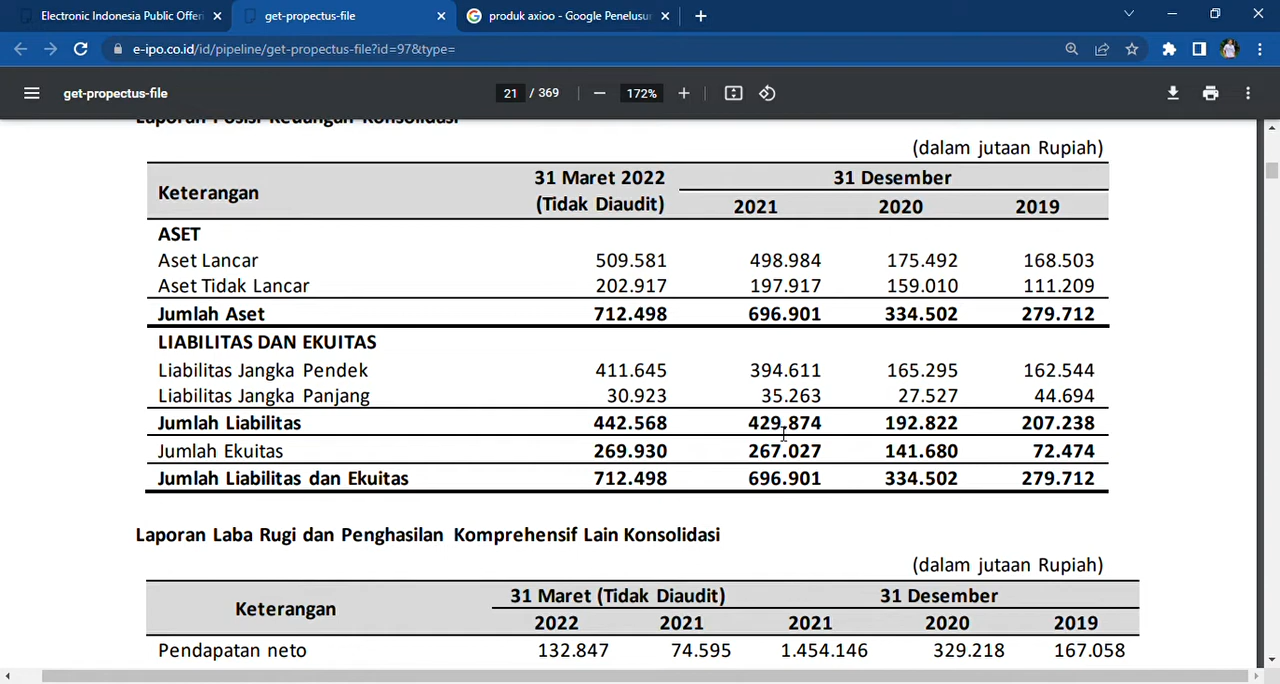 Electronic Indonesia Public Offeri
get-propectus-file
produk axioo - Google Penelusur
e-ipo.co.id/id/pipeline/get-propectus-file?id=97&type=
get-propectus-file
21 / 369
172%
Laporan Posisi Keuangan Konsolidasi
(dalam jutaan Rupiah)
Keterangan 31 Maret 2022 (Tidak Diaudit) 31 Desember
2021 2020 2019
ASET
Aset Lancar 509.581 498.984 175.492 168.503
Aset Tidak Lancar 202.917 197.917 159.010 111.209
Jumlah Aset 712.498 696.901 334.502 279.712
LIABILITAS DAN EKUITAS
Liabilitas Jangka Pendek 411.645 394.611 165.295 162.544
Liabilitas Jangka Panjang 30.923 35.263 27.527 44.694
Jumlah Liabilitas 442.568 429.874 192.822 207.238
Jumlah Ekuitas 269.930 267.027 141.680 72.474
Jumlah Liabilitas dan Ekuitas 712.498 696.901 334.502 279.712
Laporan Laba Rugi dan Penghasilan Komprehensif Lain Konsolidasi
(dalam jutaan Rupiah)
Keterangan 31 Maret (Tidak Diaudit) 31 Desember
2022 2021 2021 2020 2019
Pendapatan neto 132.847 74.595 1.454.146 329.218 167.058